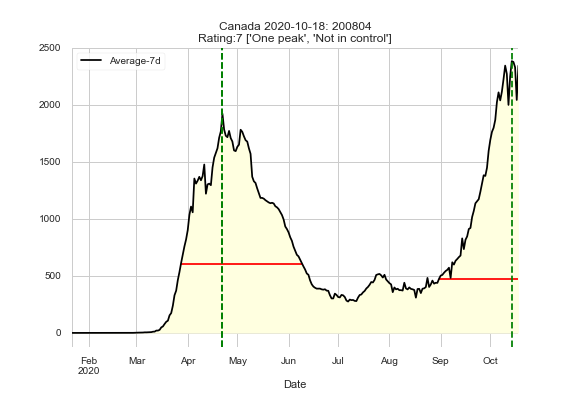 Canada 2020-10-18: 200804
Rating:7 ['One peak', 'Not in control']
Average-7d
2500
2000
1500
1000
500
0
Feb
2020
Mar
Apr
May
Jun
Jul
Aug
Sep
Oct
Date